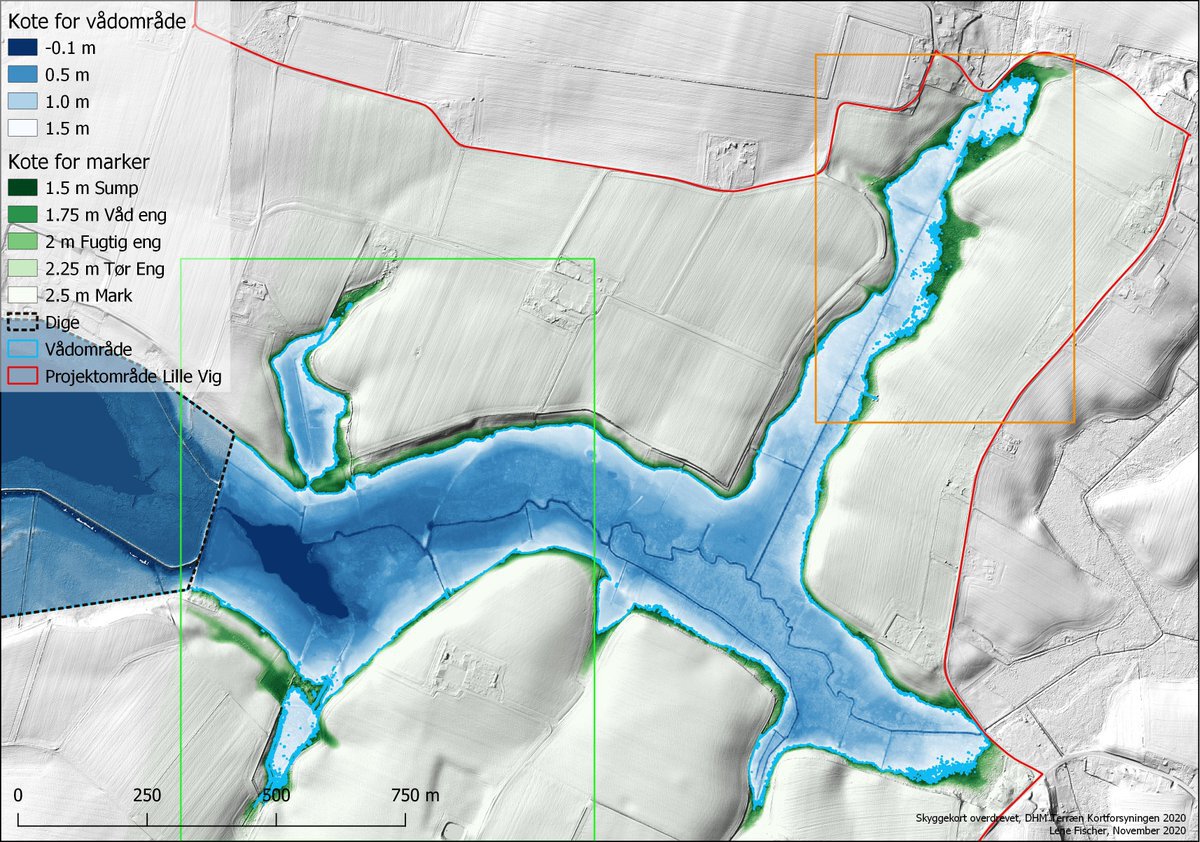 Kote for vådområde
-0.1 m
0.5 m
1.0 m
1.5 m
Kote for marker
1.5 m Sump
1.75 m Våd eng
2 m Fugtig eng
2.25 m Tør Eng
2.5 m Mark
Dige
Vådområde
Projektområde Lille Vig
0 250 500 750 m
Skyggekort overdrevet, DHM Terræn Kortforsyningen 2020
Lene Fischer, November 2020